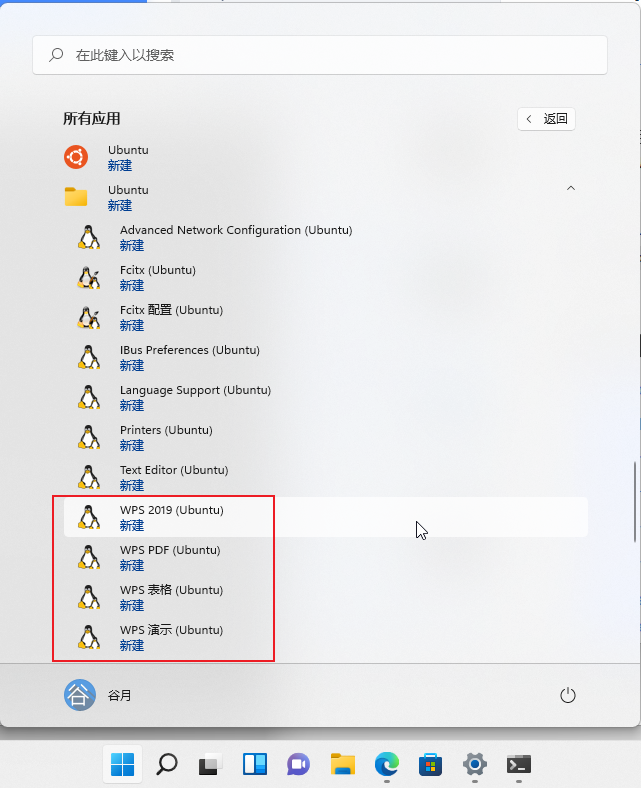 在此键入以搜索
所有应用
返回
Ubuntu
新建
Ubuntu
新建
Advanced Network Configuration (Ubuntu)
新建
Fcitx (Ubuntu)
新建
Fcitx 配置 (Ubuntu)
新建
IBus Preferences (Ubuntu)
新建
Language Support (Ubuntu)
新建
Printers (Ubuntu)
新建
Text Editor (Ubuntu)
新建
WPS 2019 (Ubuntu)
新建
WPS PDF (Ubuntu)
新建
WPS 表格 (Ubuntu)
新建
WPS 演示 (Ubuntu)
新建
谷
谷月